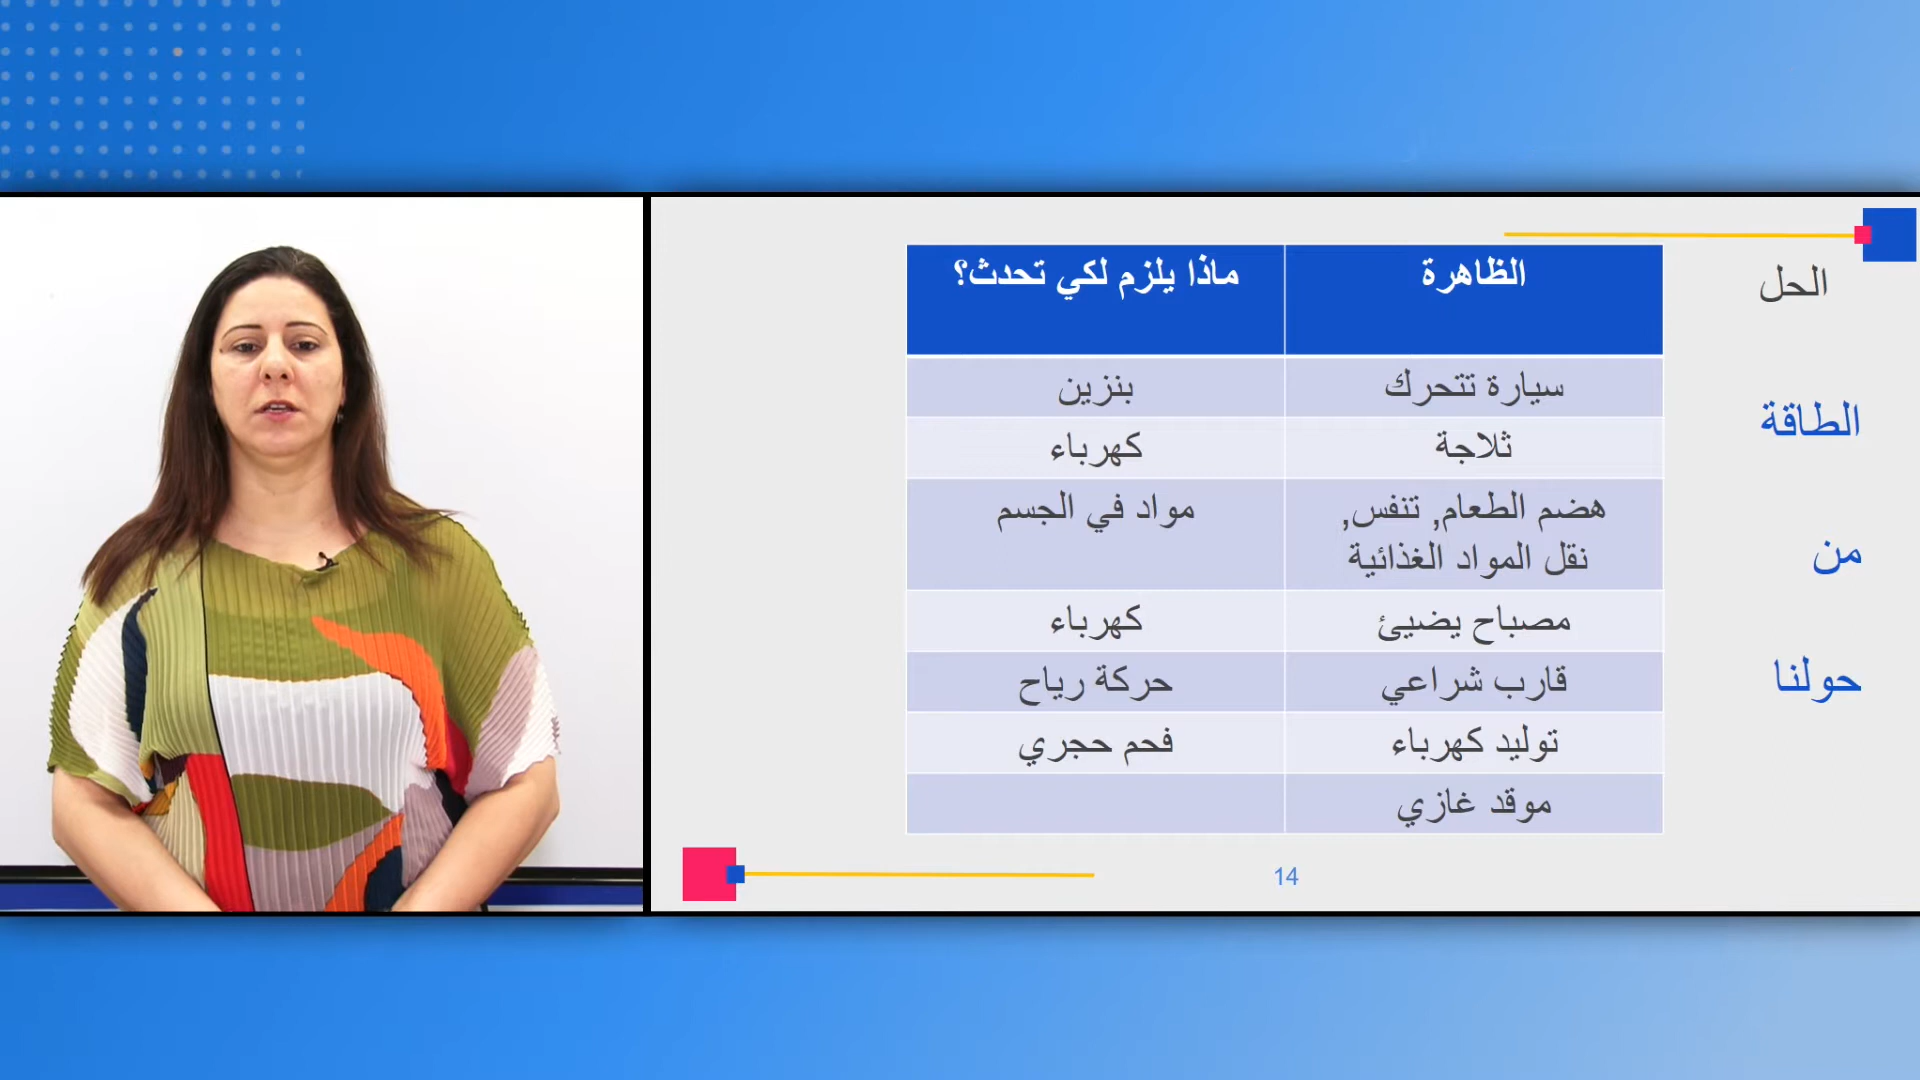 الحل
الطاقة
من
حولنا
الظاهرة
ماذا يلزم لكي تحدث؟
سيارة تتحرك
بنزين
ثلاجة
كهرباء
هضم الطعام, تنفس,
نقل المواد الغذائية
مواد في الجسم
مصباح يضيئ
كهرباء
قارب شراعي
حركة رياح
توليد كهرباء
فحم حجري
موقد غازي
14